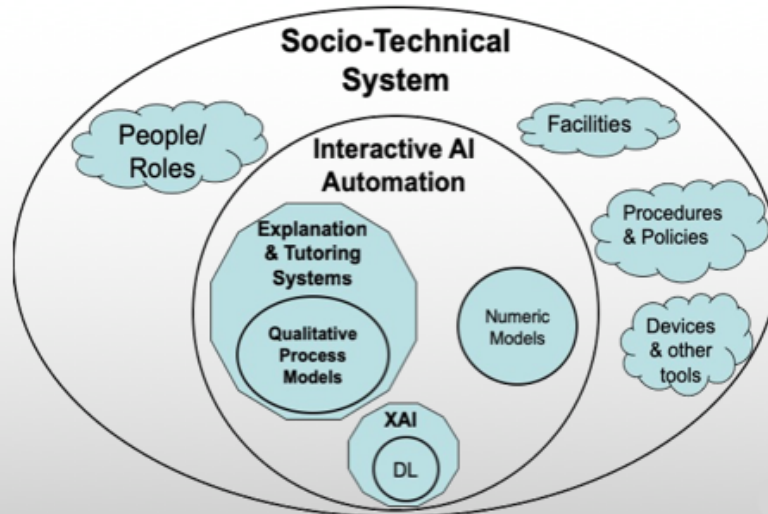 Socio-Technical
System
People/
Roles
Facilities
Interactive AI
Automation
Procedures
& Policies
Explanation
& Tutoring
Systems
Qualitative
Process
Models
Numeric
Models
Devices
& other
tools
XAI
DL